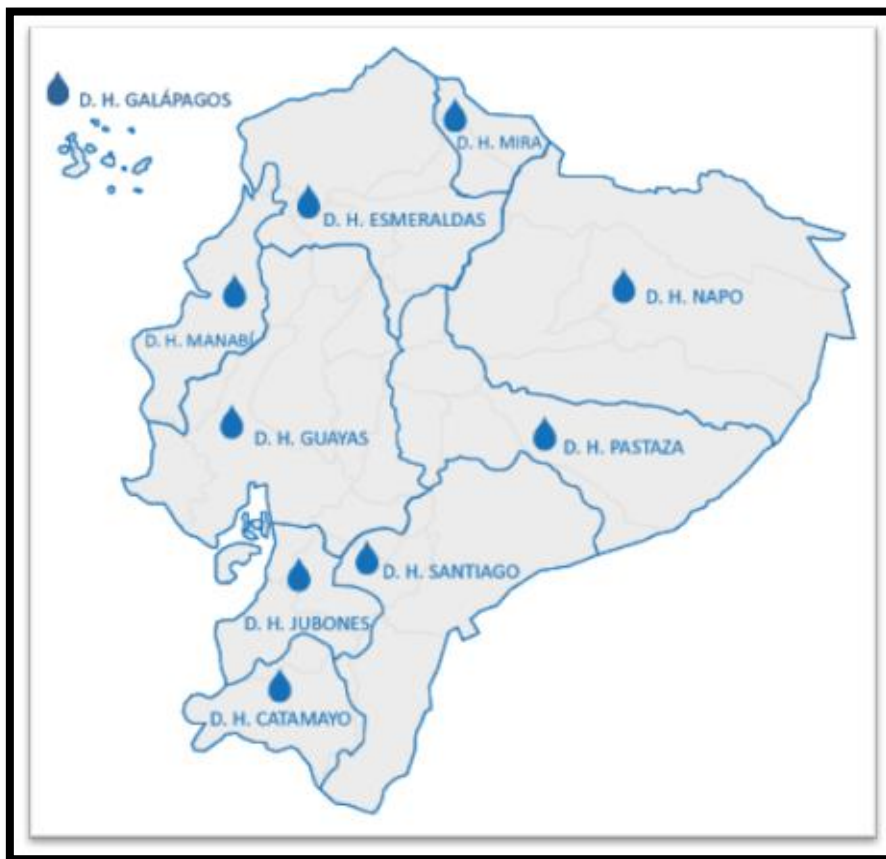 D. H. GALÁPAGOS
D. H. MIRA
D. H. ESMERALDAS
D. H. NAPO
D. H. MANABÍ
D. H. GUAYAS
D. H. PASTAZA
D. H. SANTIAGO
D. H. JUBONES
D. H. CATAMAYO